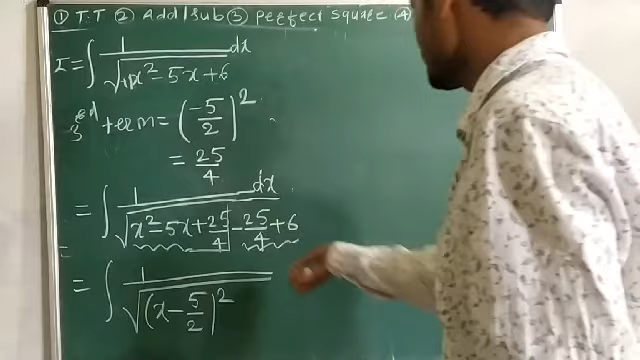 ① T.T ② Add/sub ③ Perfect Square ④
I = ∫ 1/√(1x² - 5x + 6) dx
3rd term = (-5/2)²
= 25/4
= ∫ 1/√(x² - 5x + 25/4 - 25/4 + 6) dx
= ∫ 1/√((x - 5/2)²